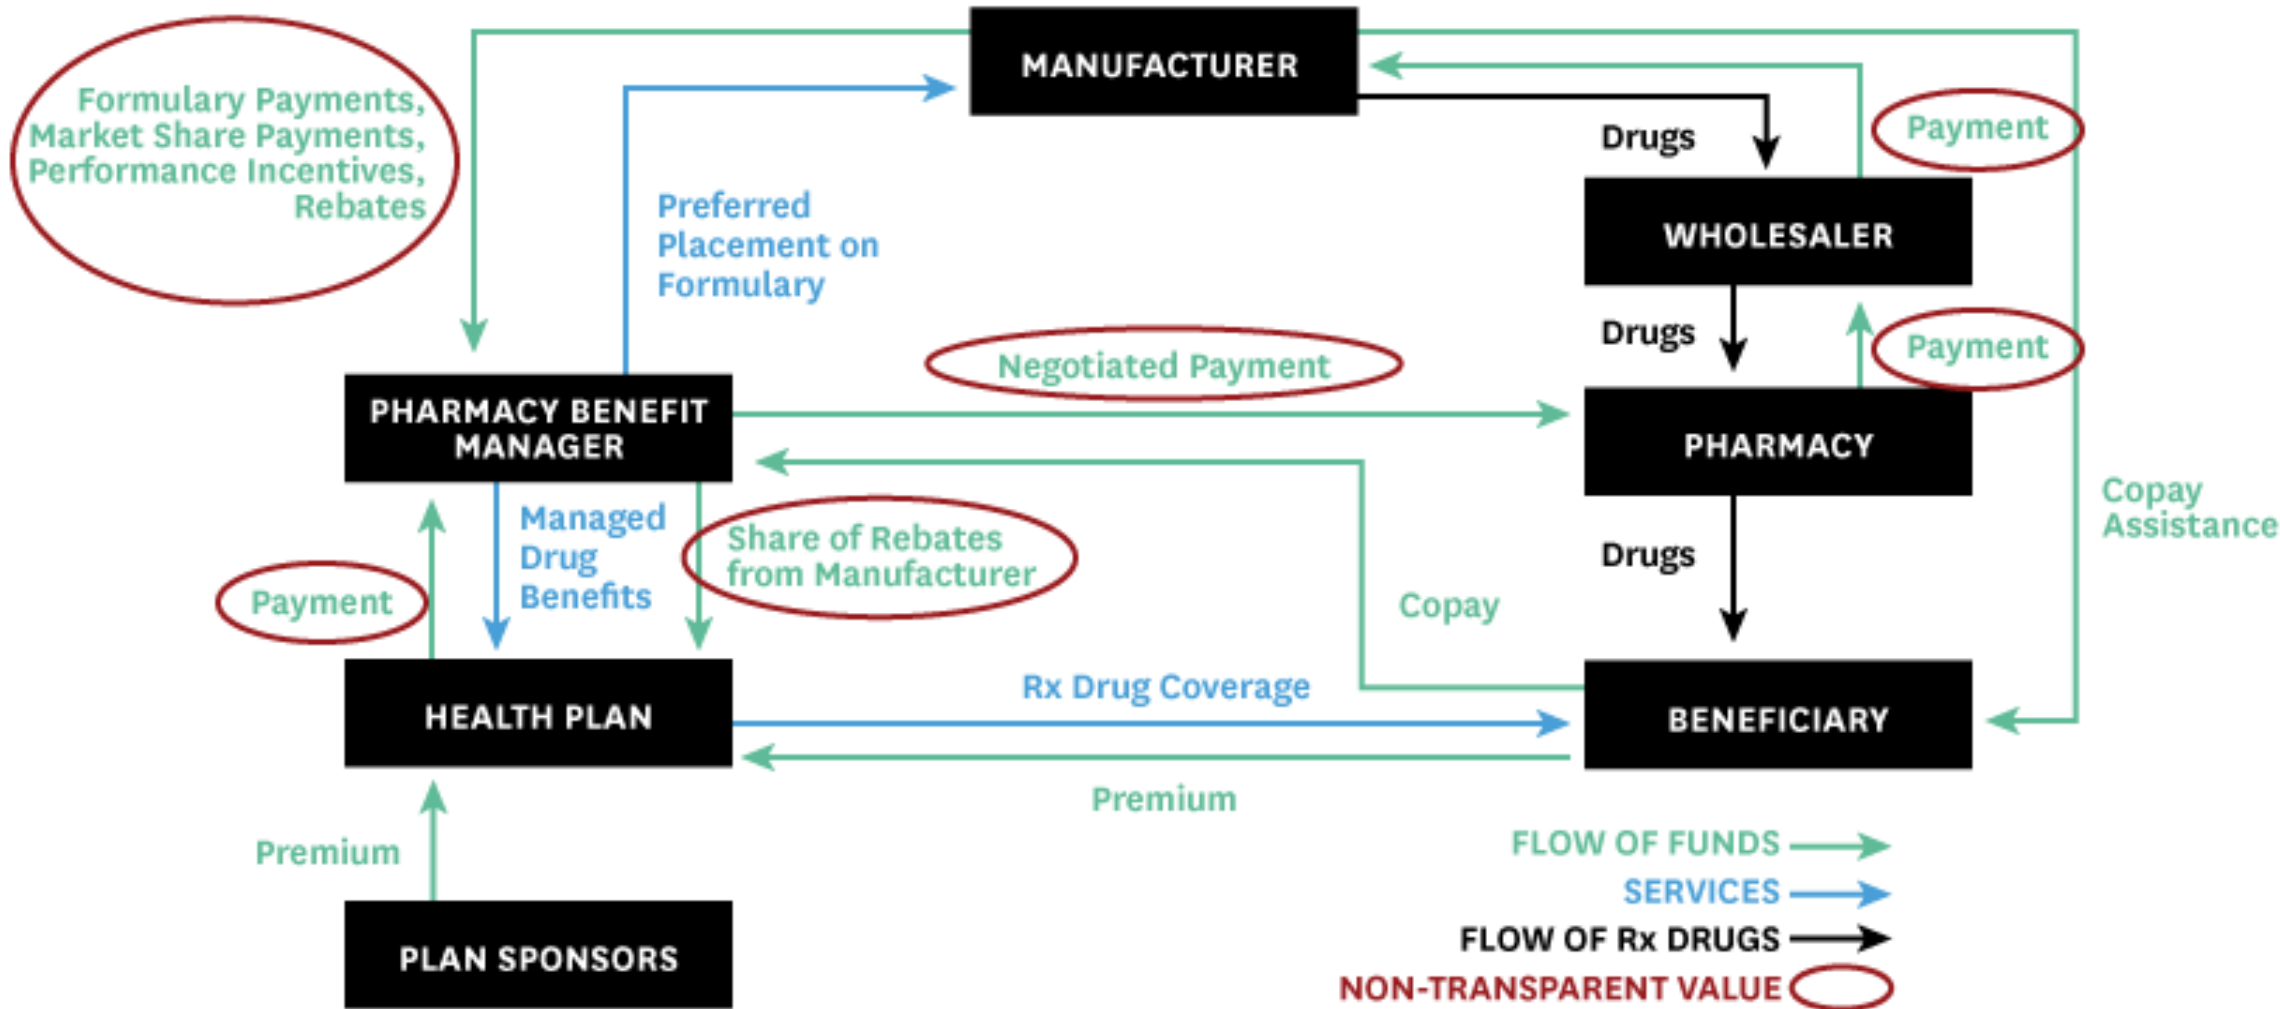 MANUFACTURER
Formulary Payments,
Market Share Payments,
Performance Incentives,
Rebates
Preferred
Placement on
Formulary
Drugs
Payment
WHOLESALER
Drugs
Payment
Negotiated Payment
PHARMACY BENEFIT
MANAGER
PHARMACY
Copay
Assistance
Managed
Drug
Benefits
Share of Rebates
from Manufacturer
Payment
Drugs
Copay
HEALTH PLAN
Rx Drug Coverage
BENEFICIARY
Premium
Premium
PLAN SPONSORS
FLOW OF FUNDS
SERVICES
FLOW OF Rx DRUGS
NON-TRANSPARENT VALUE